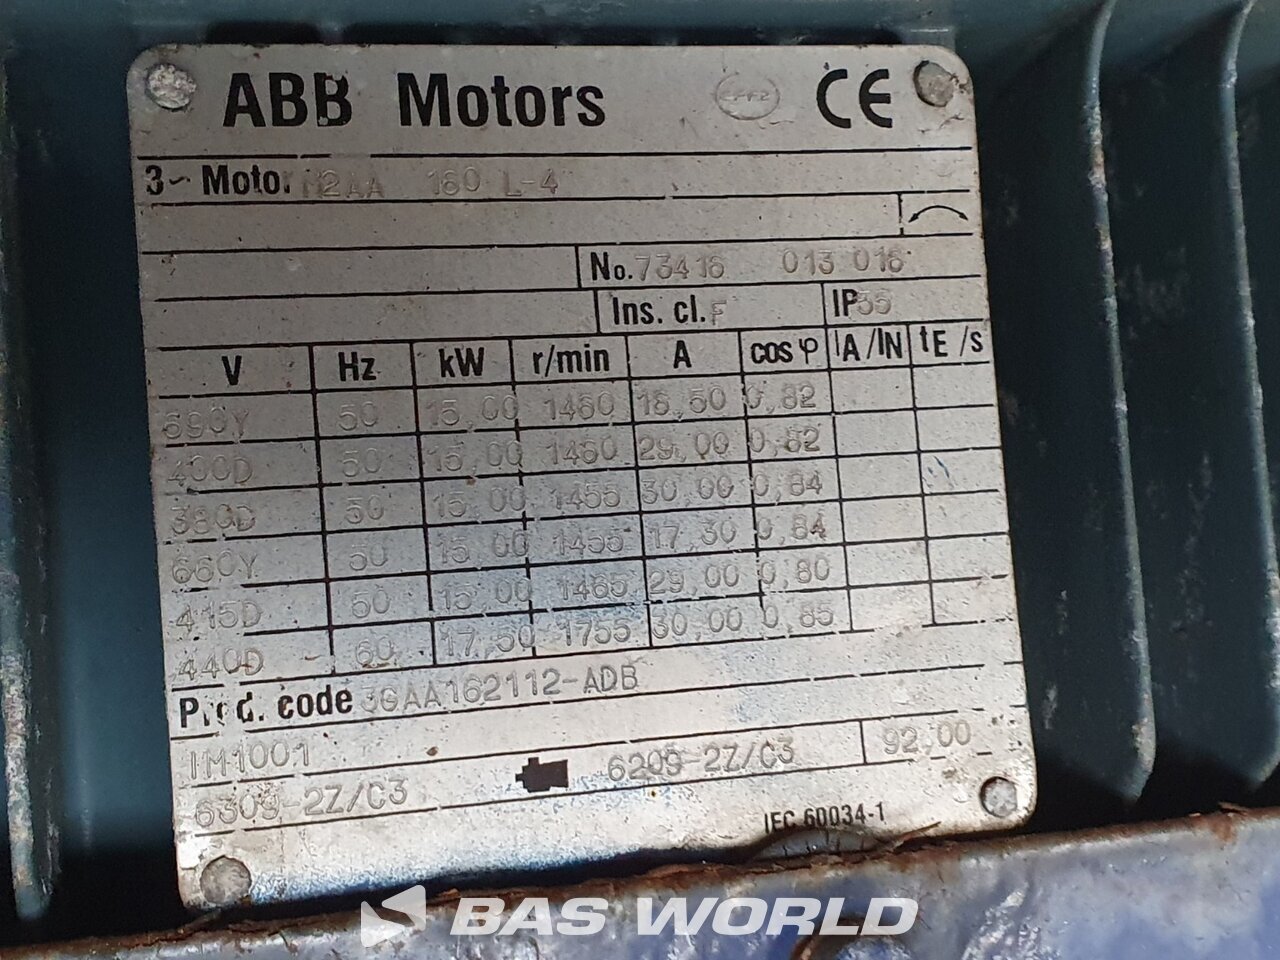 ABB Motors EFF2 CE
3~ Motor M2AA 160 L-4
No. 73416 013 016
Ins. cl. F IP55
V Hz kW r/min A cos φ IA/IN tE/s
690Y 50 15,00 1460 16,50 0,82
400D 50 15,00 1460 29,00 0,82
380D 50 15,00 1455 30,00 0,84
660Y 50 15,00 1455 17,30 0,84
415D 50 15,00 1465 29,00 0,80
440D - 60 17,50 1755 30,00 0,85
Prod. code 3GAA162112-ADB
IM1001
6309-2Z/C3 6209-2Z/C3 92,00
IEC 60034-1
BAS WORLD